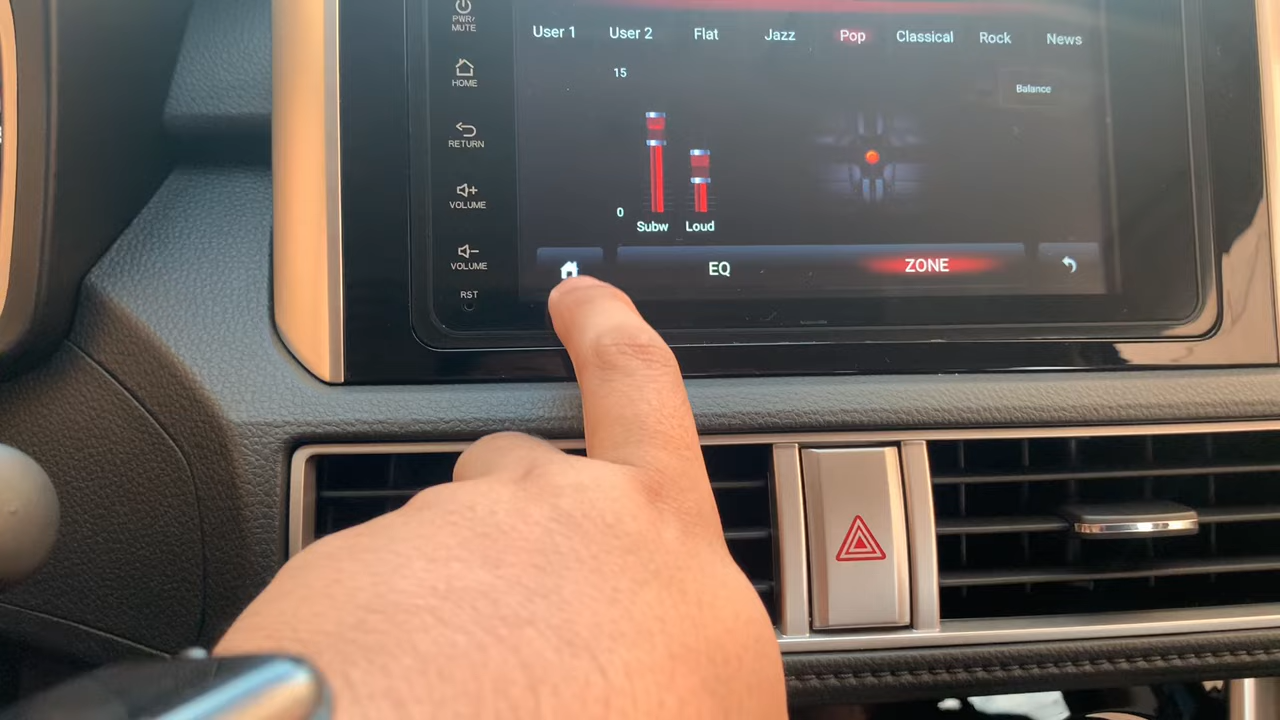 PWR/
MUTE
HOME
RETURN
VOLUME
VOLUME
RST
User 1 User 2 Flat Jazz Pop Classical Rock News
15
Balance
0
Subw Loud
EQ ZONE